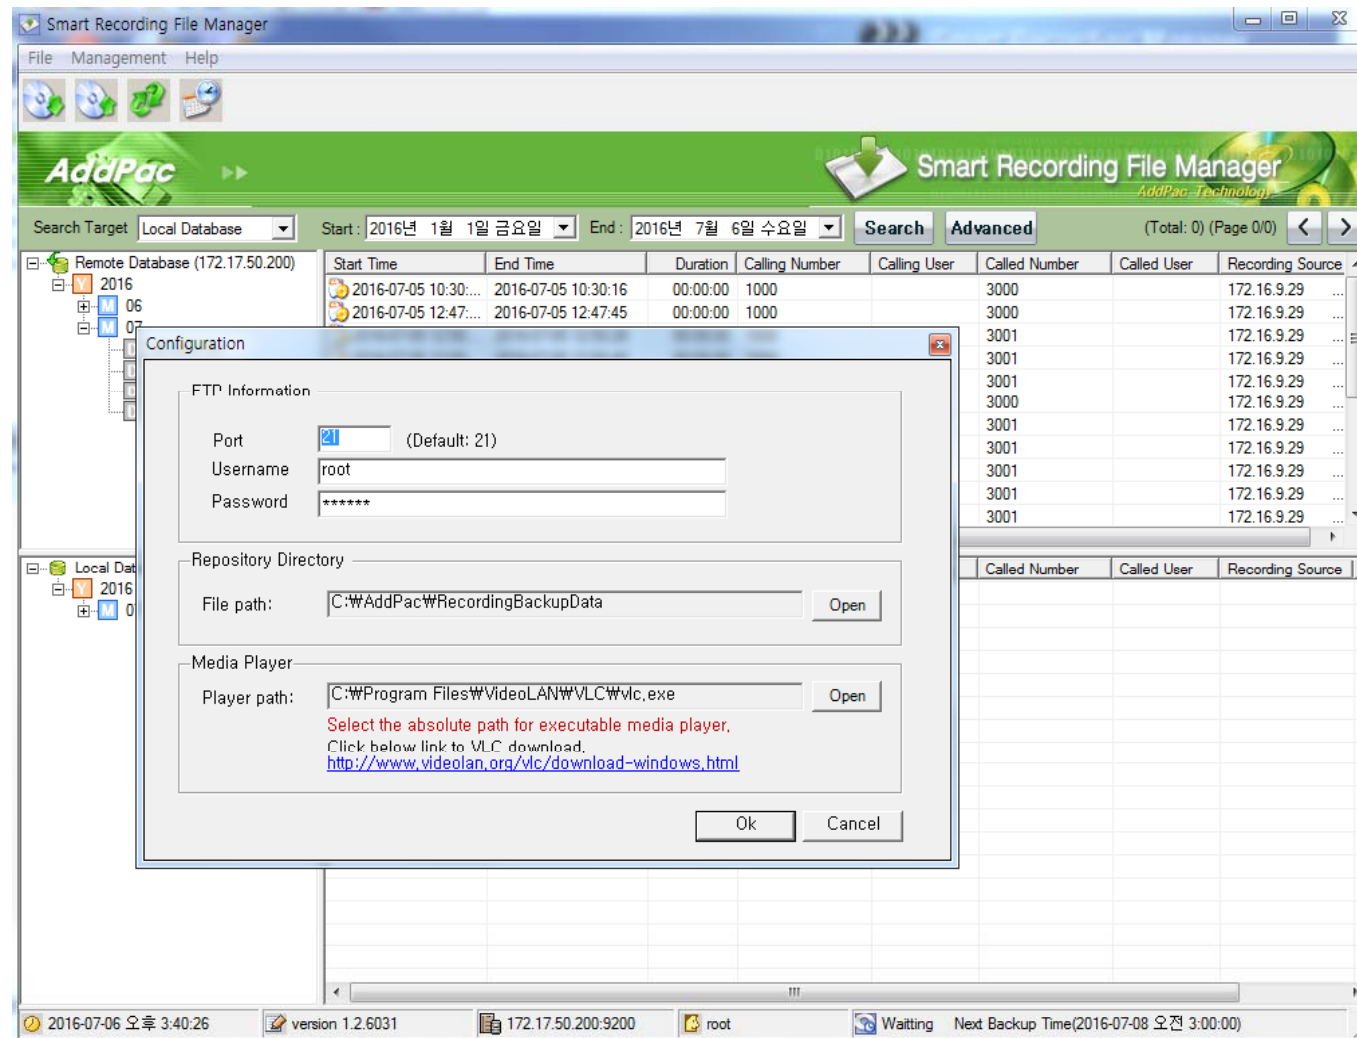 Smart Recording File Manager
File Management Help
AddPac
Smart Recording File Manager
AddPac Technology
Search Target Local Database Start : 2016년 1월 1일 금요일 End : 2016년 7월 6일 수요일 Search Advanced (Total: 0) (Page 0/0) < >
Remote Database (172.17.50.200)
Y 2016
M 06
M 07
Start Time End Time Duration Calling Number Calling User Called Number Called User Recording Source
2016-07-05 10:30:... 2016-07-05 10:30:16 00:00:00 1000 3000 172.16.9.29 ...
2016-07-05 12:47:... 2016-07-05 12:47:45 00:00:00 1000 3000 172.16.9.29 ...
3001 172.16.9.29 ...
3001 172.16.9.29 ...
3001 172.16.9.29 ...
3000 172.16.9.29 ...
3001 172.16.9.29 ...
3001 172.16.9.29 ...
3001 172.16.9.29 ...
3001 172.16.9.29 ...
3001 172.16.9.29 ...
Configuration
FTP Information
Port 21 (Default: 21)
Username root
Password ******
Repository Directory
File path: C:₩AddPac₩RecordingBackupData Open
Media Player
Player path: C:₩Program Files₩VideoLAN₩VLC₩vlc.exe Open
Select the absolute path for executable media player.
Click below link to VLC download.
http://www.videolan.org/vlc/download-windows.html
Ok Cancel
Local Dat
Y 2016
M 0
Called Number Called User Recording Source
2016-07-06 오후 3:40:26 version 1.2.6031 172.17.50.200:9200 root Waitting Next Backup Time(2016-07-08 오전 3:00:00)